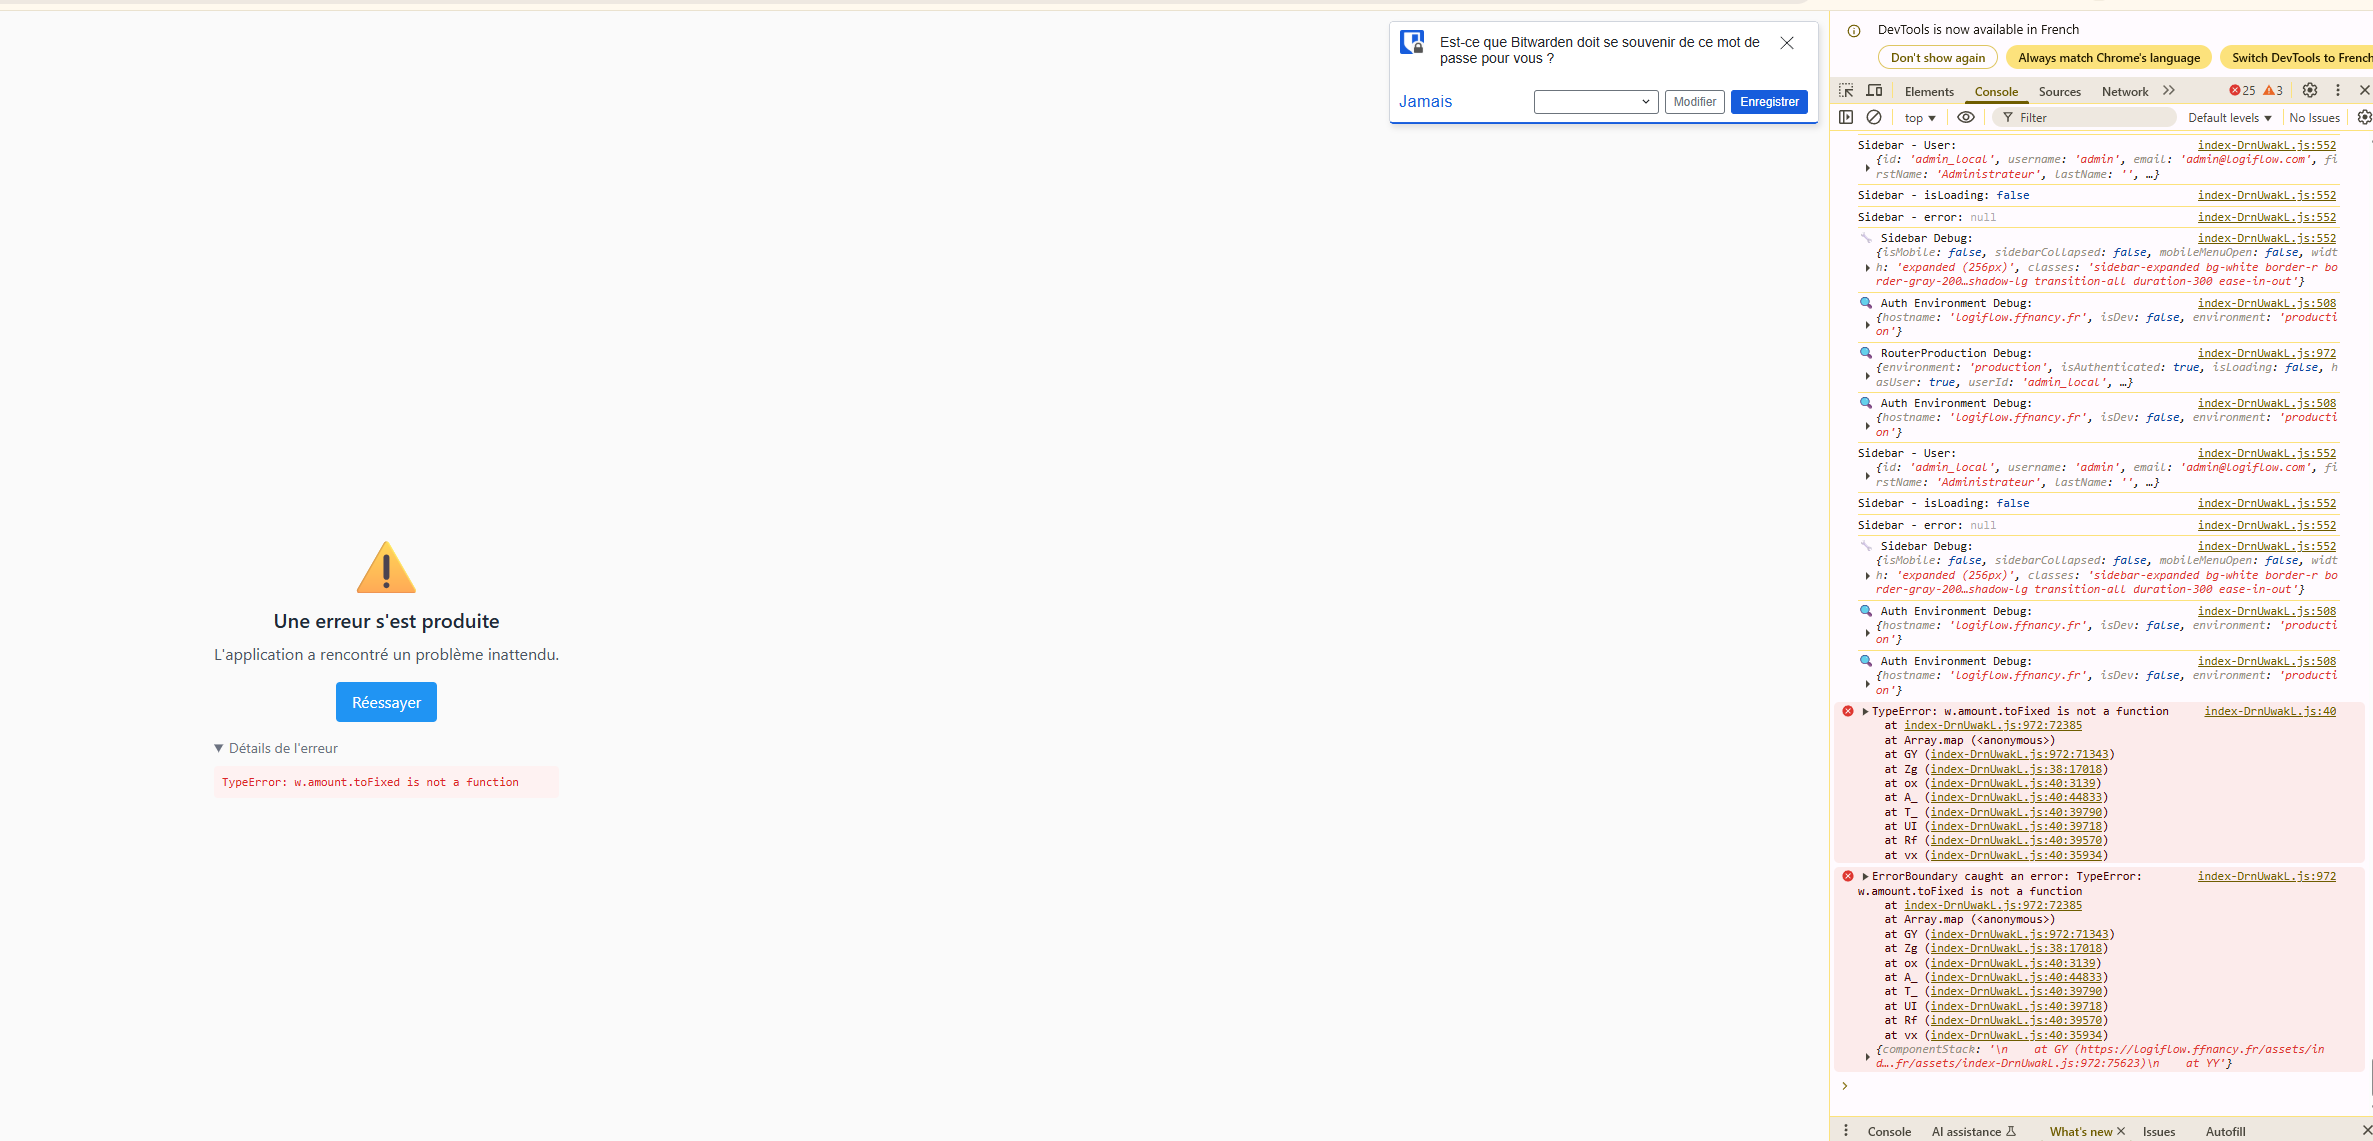 Est-ce que Bitwarden doit se souvenir de ce mot de
passe pour vous ?
Jamais
Modifier
Enregistrer
Une erreur s'est produite
L'application a rencontré un problème inattendu.
Réessayer
▼ Détails de l'erreur
TypeError: w.amount.toFixed is not a function
DevTools is now available in French
Don't show again
Always match Chrome's language
Switch DevTools to French
Elements Console Sources Network 25 3
top ▼ Filter Default levels ▼ No Issues
Sidebar - User: index-DrnUwakL.js:552
{id: 'admin_local', username: 'admin', email: 'admin@logiflow.com', fi
rstName: 'Administrateur', lastName: '', …}
Sidebar - isLoading: false index-DrnUwakL.js:552
Sidebar - error: null index-DrnUwakL.js:552
Sidebar Debug: index-DrnUwakL.js:552
{isMobile: false, sidebarCollapsed: false, mobileMenuOpen: false, widt
h: 'expanded (256px)', classes: 'sidebar-expanded bg-white border-r bo
rder-gray-200…shadow-lg transition-all duration-300 ease-in-out'}
Auth Environment Debug: index-DrnUwakL.js:508
{hostname: 'logiflow.ffnancy.fr', isDev: false, environment: 'producti
on'}
RouterProduction Debug: index-DrnUwakL.js:972
{environment: 'production', isAuthenticated: true, isLoading: false, h
asUser: true, userId: 'admin_local', …}
Auth Environment Debug: index-DrnUwakL.js:508
{hostname: 'logiflow.ffnancy.fr', isDev: false, environment: 'producti
on'}
Sidebar - User: index-DrnUwakL.js:552
{id: 'admin_local', username: 'admin', email: 'admin@logiflow.com', fi
rstName: 'Administrateur', lastName: '', …}
Sidebar - isLoading: false index-DrnUwakL.js:552
Sidebar - error: null index-DrnUwakL.js:552
Sidebar Debug: index-DrnUwakL.js:552
{isMobile: false, sidebarCollapsed: false, mobileMenuOpen: false, widt
h: 'expanded (256px)', classes: 'sidebar-expanded bg-white border-r bo
rder-gray-200…shadow-lg transition-all duration-300 ease-in-out'}
Auth Environment Debug: index-DrnUwakL.js:508
{hostname: 'logiflow.ffnancy.fr', isDev: false, environment: 'producti
on'}
Auth Environment Debug: index-DrnUwakL.js:508
{hostname: 'logiflow.ffnancy.fr', isDev: false, environment: 'producti
on'}
TypeError: w.amount.toFixed is not a function index-DrnUwakL.js:40
at index-DrnUwakL.js:972:72385
at Array.map (<anonymous>)
at GY (index-DrnUwakL.js:972:71343)
at Zg (index-DrnUwakL.js:38:17018)
at ox (index-DrnUwakL.js:40:3139)
at A_ (index-DrnUwakL.js:40:44833)
at T_ (index-DrnUwakL.js:40:39790)
at UI (index-DrnUwakL.js:40:39718)
at Rf (index-DrnUwakL.js:40:39570)
at vx (index-DrnUwakL.js:40:35934)
ErrorBoundary caught an error: TypeError: index-DrnUwakL.js:972
w.amount.toFixed is not a function
at index-DrnUwakL.js:972:72385
at Array.map (<anonymous>)
at GY (index-DrnUwakL.js:972:71343)
at Zg (index-DrnUwakL.js:38:17018)
at ox (index-DrnUwakL.js:40:3139)
at A_ (index-DrnUwakL.js:40:44833)
at T_ (index-DrnUwakL.js:40:39790)
at UI (index-DrnUwakL.js:40:39718)
at Rf (index-DrnUwakL.js:40:39570)
at vx (index-DrnUwakL.js:40:35934)
{componentStack: '\n    at GY (https://logiflow.ffnancy.fr/assets/in
d….fr/assets/index-DrnUwakL.js:972:75623)\n    at YY'}
Console AI assistance What's new Issues Autofill